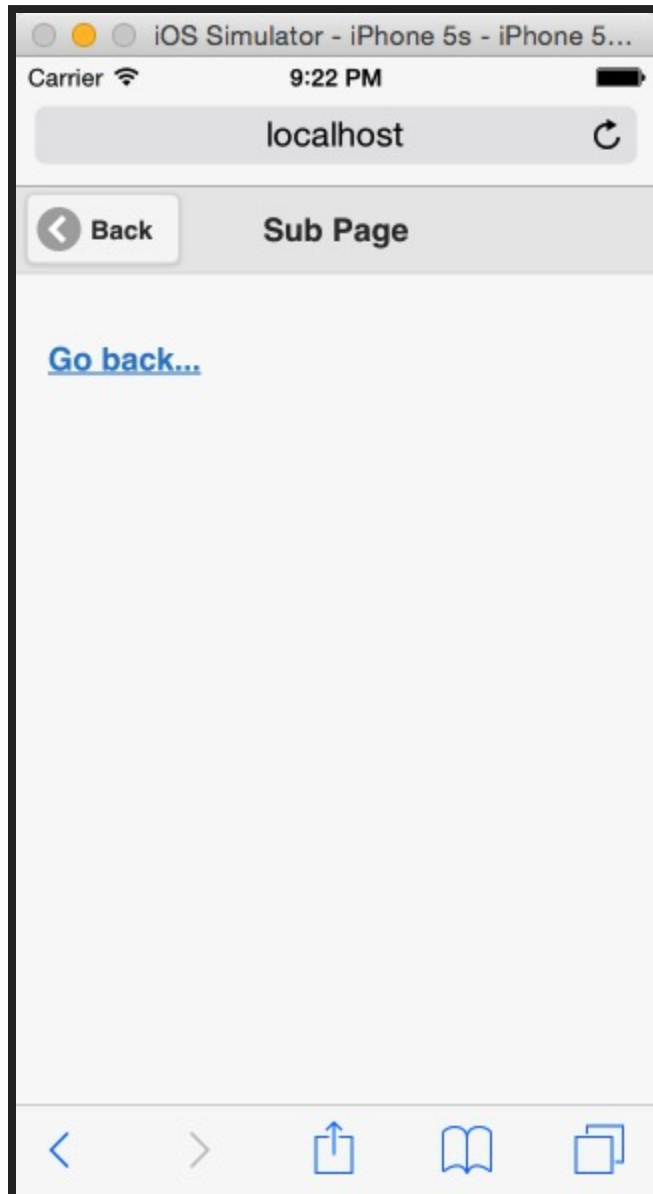 iOS Simulator - iPhone 5s - iPhone 5...
Carrier 9:22 PM
localhost
Back Sub Page
Go back...